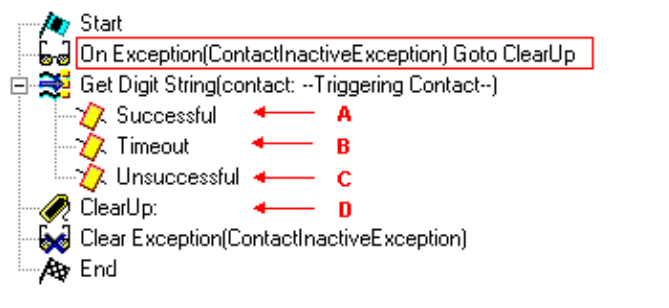 Start
On Exception(ContactInactiveException) Goto ClearUp
Get Digit String(contact: --Triggering Contact--)
Successful A
Timeout B
Unsuccessful C
ClearUp: D
Clear Exception(ContactInactiveException)
End